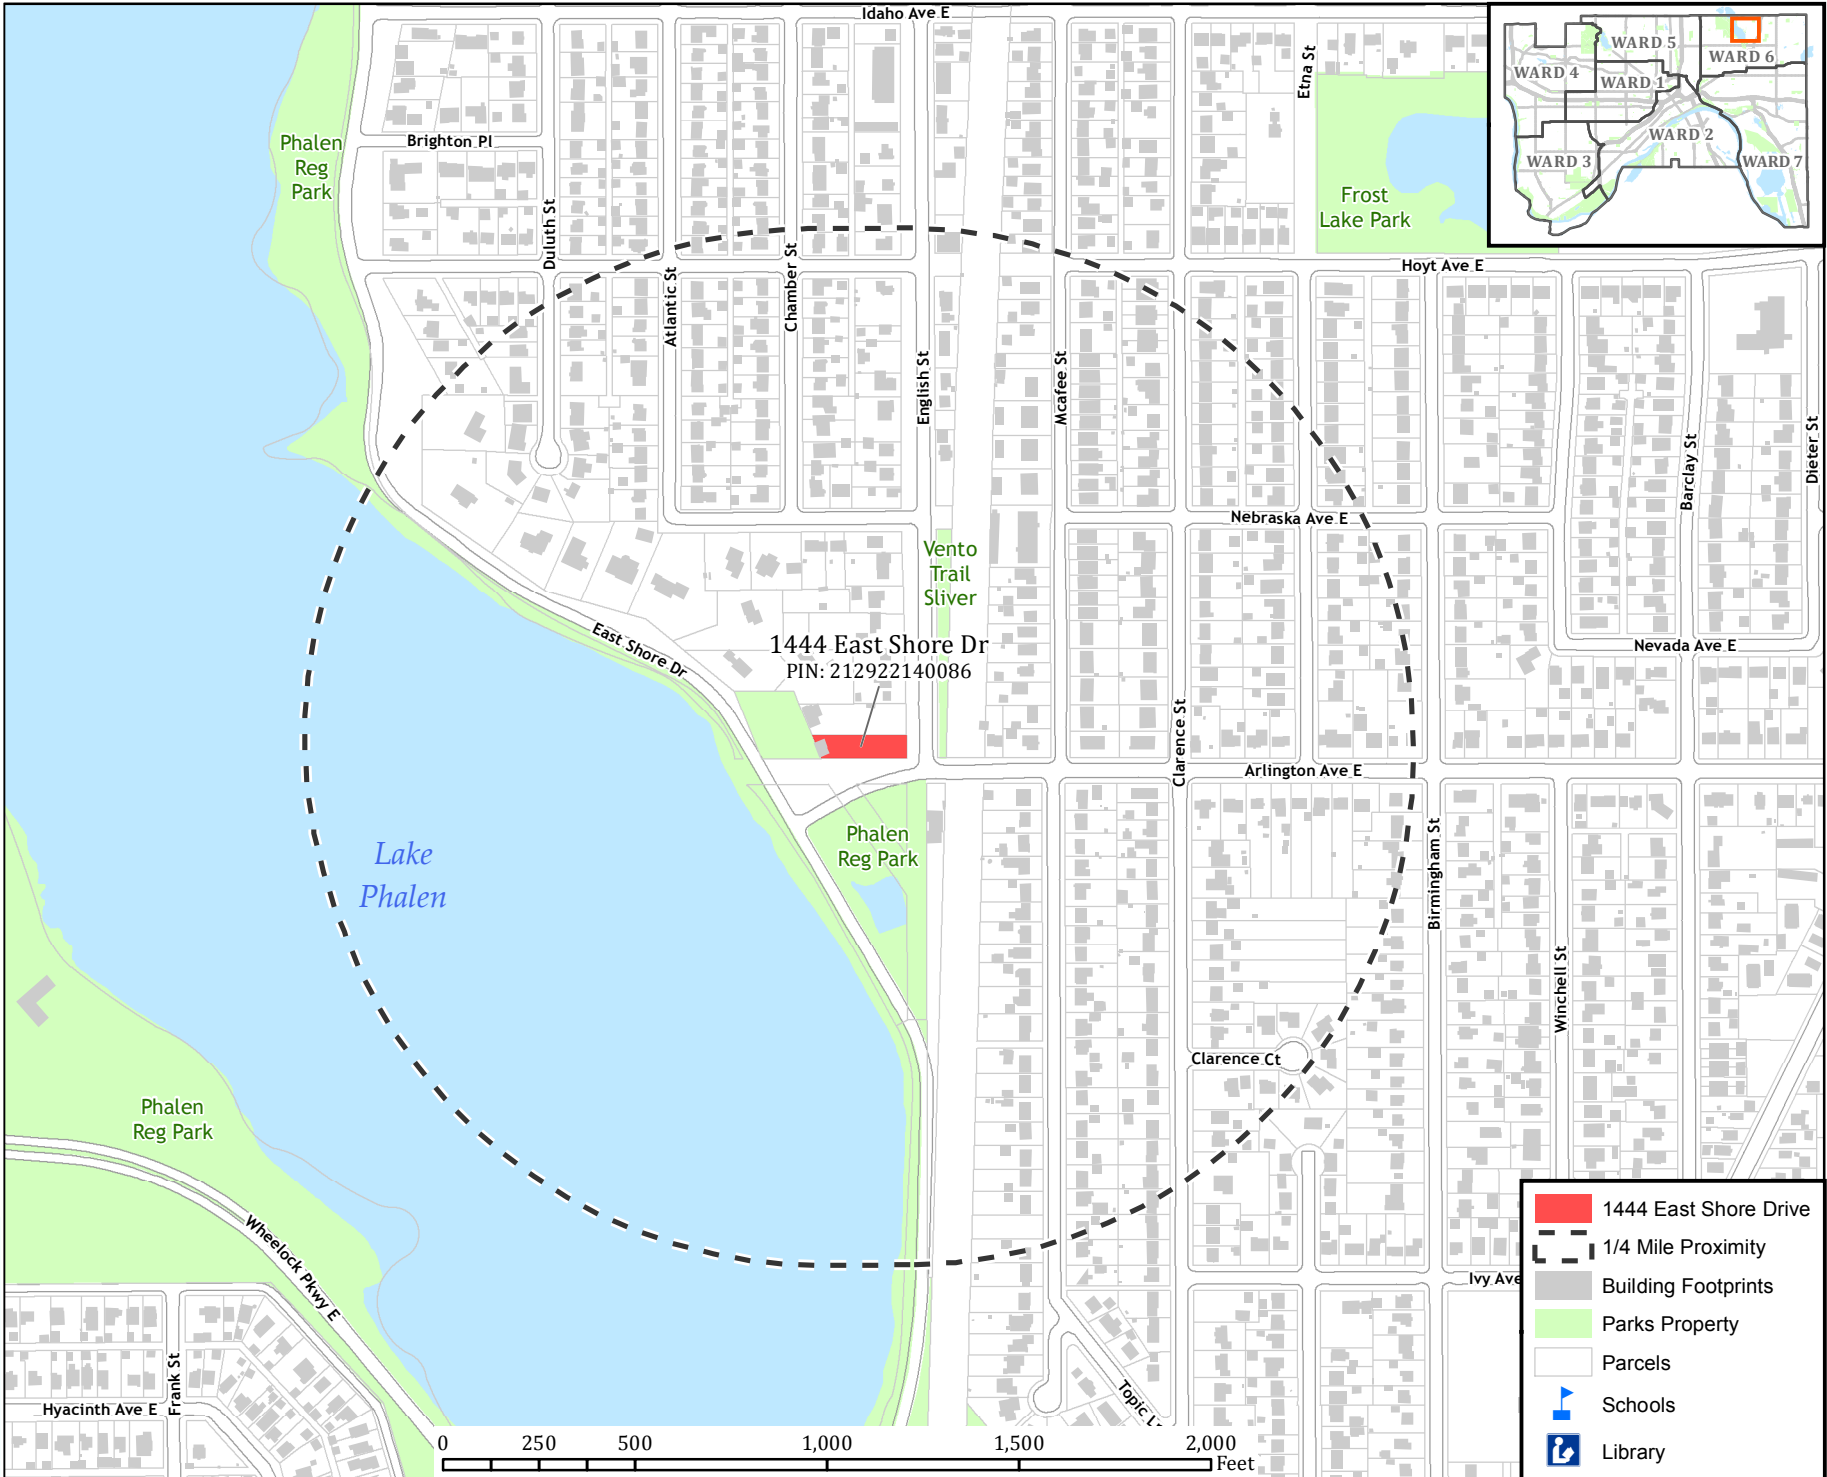 Idaho Ave E
Etna St
WARD 5
WARD 6
WARD 4
WARD 1
WARD 2
WARD 3
WARD 7
Phalen
Reg
Park
Brighton Pl
Frost
Lake Park
Duluth St
Atlantic St
Chamber St
Hoyt Ave E
English St
Mcafee St
Barclay St
Dieter St
Nebraska Ave E
Vento
Trail
Sliver
East Shore Dr
1444 East Shore Dr
PIN: 212922140086
Nevada Ave E
Clarence St
Arlington Ave E
Phalen
Reg Park
Lake
Phalen
Birmingham St
Winchell St
Clarence Ct
Phalen
Reg Park
Wheelock Pkwy E
Ivy Ave
Frank St
Hyacinth Ave E
Topic Ln
1444 East Shore Drive
1/4 Mile Proximity
Building Footprints
Parks Property
Parcels
Schools
Library
0 250 500 1,000 1,500 2,000
Feet